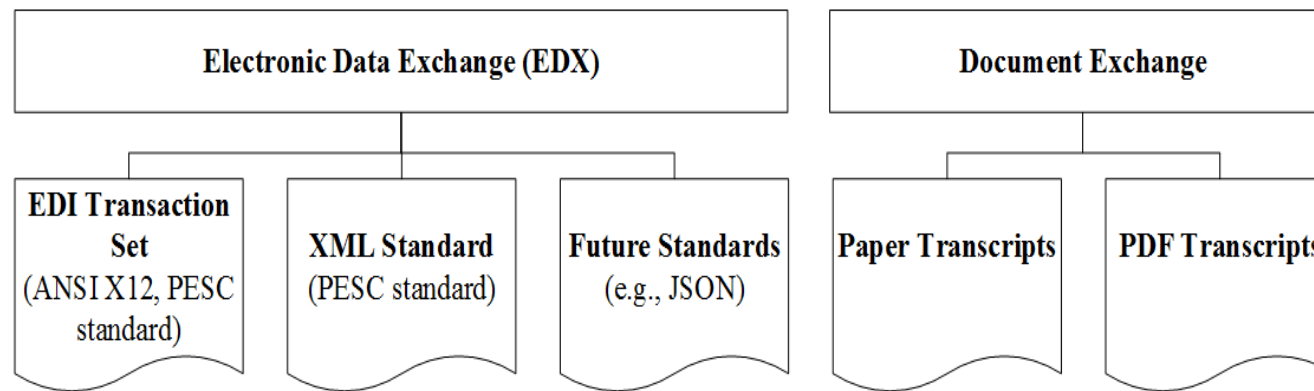 Electronic Data Exchange (EDX)
Document Exchange
EDI Transaction
Set
(ANSI X12, PESC
standard)
XML Standard
(PESC standard)
Future Standards
(e.g., JSON)
Paper Transcripts
PDF Transcripts